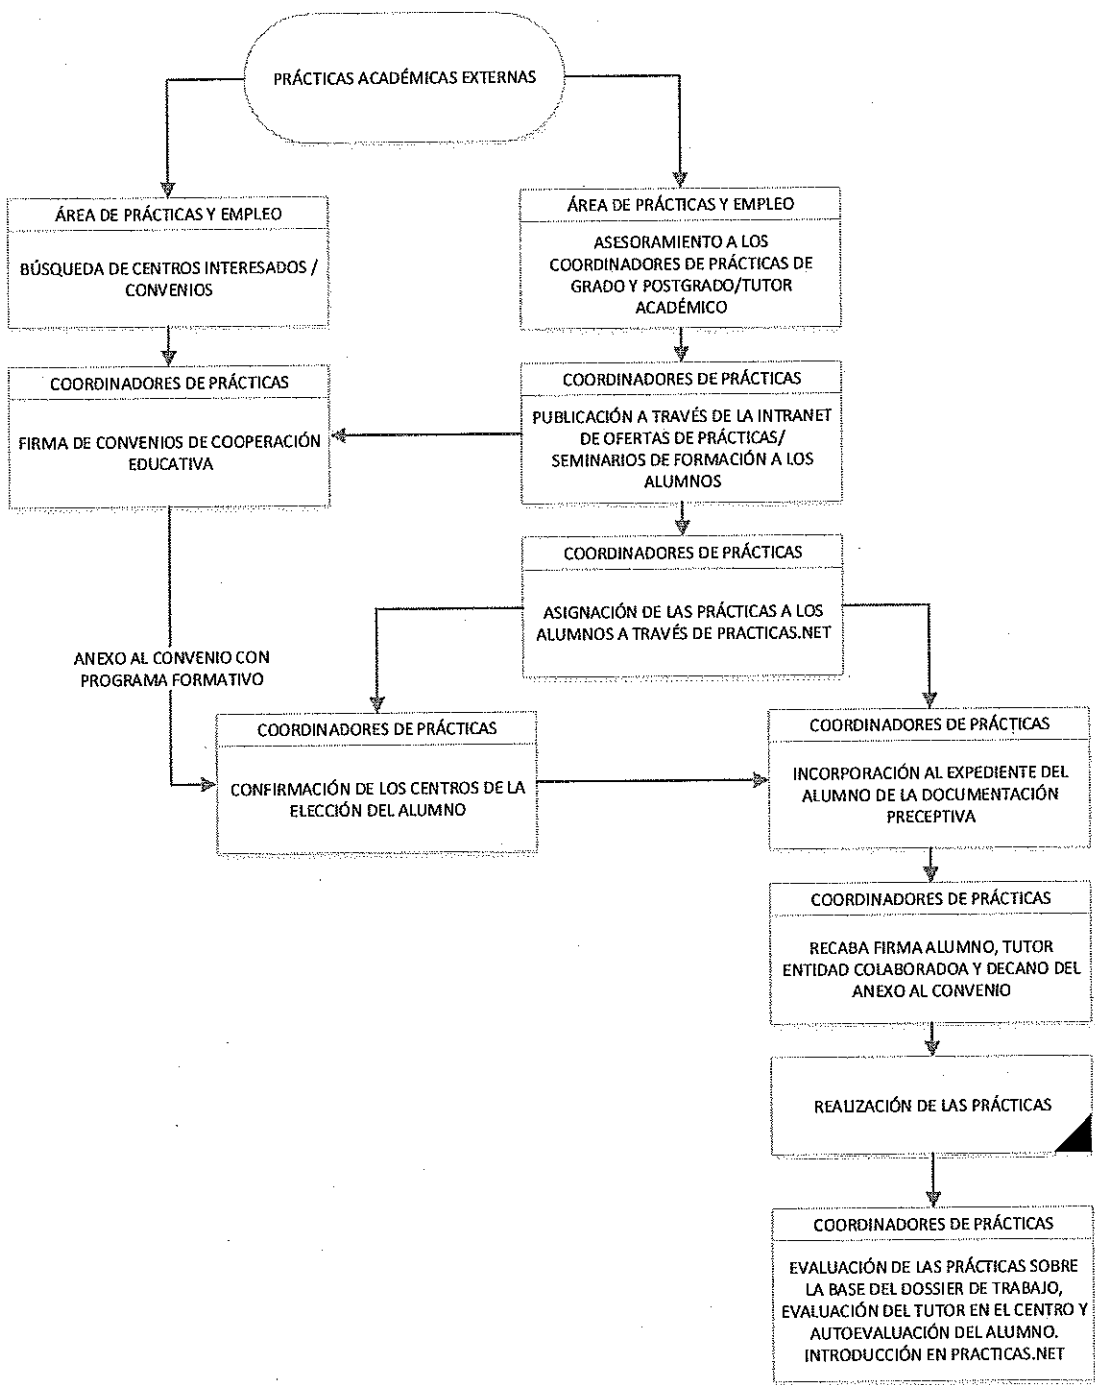 PRÁCTICAS ACADÉMICAS EXTERNAS
ÁREA DE PRÁCTICAS Y EMPLEO
BÚSQUEDA DE CENTROS INTERESADOS /
CONVENIOS
ÁREA DE PRÁCTICAS Y EMPLEO
ASESORAMIENTO A LOS
COORDINADORES DE PRÁCTICAS DE
GRADO Y POSTGRADO/TUTOR
ACADÉMICO
COORDINADORES DE PRÁCTICAS
FIRMA DE CONVENIOS DE COOPERACIÓN
EDUCATIVA
COORDINADORES DE PRÁCTICAS
PUBLICACIÓN A TRAVÉS DE LA INTRANET
DE OFERTAS DE PRÁCTICAS/
SEMINARIOS DE FORMACIÓN A LOS
ALUMNOS
COORDINADORES DE PRÁCTICAS
ASIGNACIÓN DE LAS PRÁCTICAS A LOS
ALUMNOS A TRAVÉS DE PRACTICAS.NET
ANEXO AL CONVENIO CON
PROGRAMA FORMATIVO
COORDINADORES DE PRÁCTICAS
CONFIRMACIÓN DE LOS CENTROS DE LA
ELECCIÓN DEL ALUMNO
COORDINADORES DE PRÁCTICAS
INCORPORACIÓN AL EXPEDIENTE DEL
ALUMNO DE LA DOCUMENTACIÓN
PRECEPTIVA
COORDINADORES DE PRÁCTICAS
RECABA FIRMA ALUMNO, TUTOR
ENTIDAD COLABORADOA Y DECANO DEL
ANEXO AL CONVENIO
REALIZACIÓN DE LAS PRÁCTICAS
COORDINADORES DE PRÁCTICAS
EVALUACIÓN DE LAS PRÁCTICAS SOBRE
LA BASE DEL DOSSIER DE TRABAJO,
EVALUACIÓN DEL TUTOR EN EL CENTRO Y
AUTOEVALUACIÓN DEL ALUMNO.
INTRODUCCIÓN EN PRACTICAS.NET